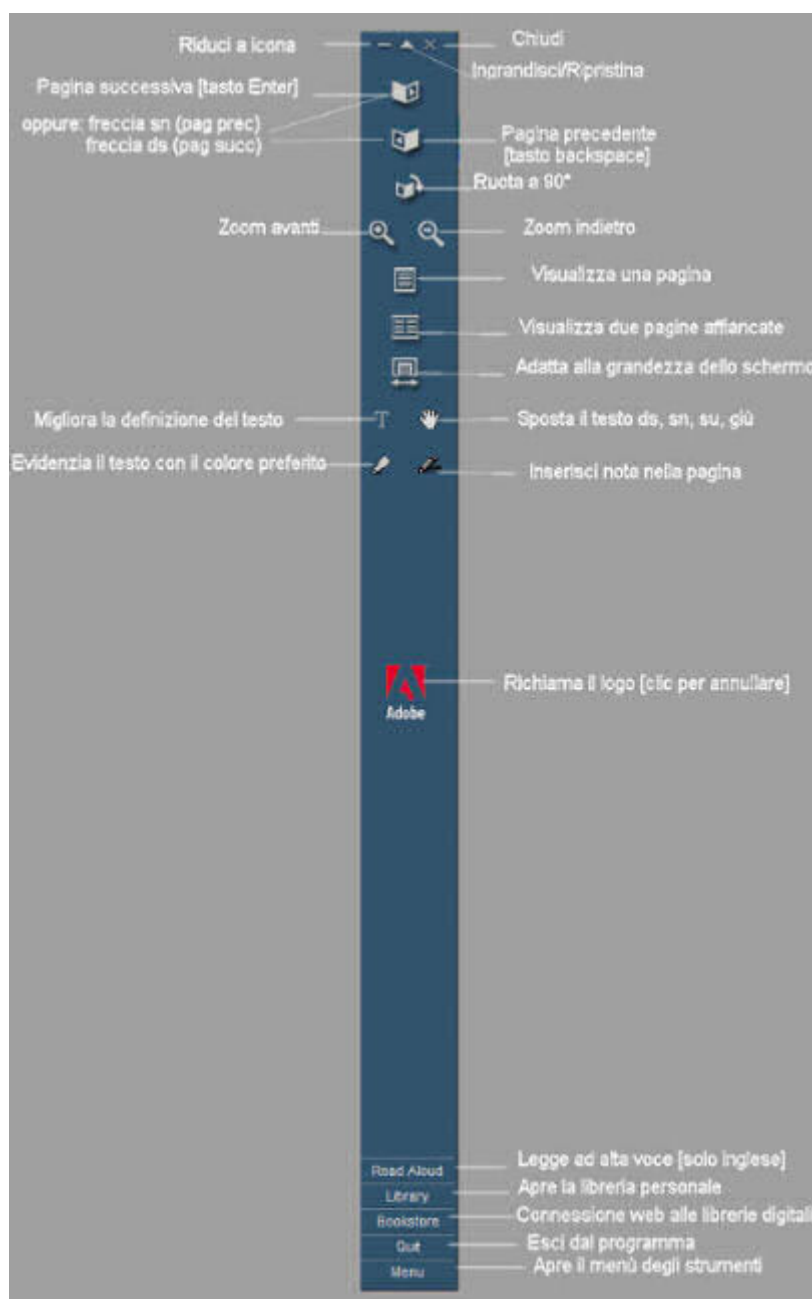 Riduci a icona
Chiudi
Ingrandisci/Ripristina
Pagina successiva [tasto Enter]
oppure: freccia sn (pag prec)
freccia ds (pag succ)
Pagina precedente
[tasto backspace]
Ruota a 90°
Zoom avanti
Zoom indietro
Visualizza una pagina
Visualizza due pagine affiancate
Adatta alla grandezza dello schermo
Migliora la definizione del testo
T
Sposta il testo ds, sn, su, giù
Evidenzia il testo con il colore preferito
Inserisci note nella pagina
Adobe
Richiama il logo [clic per annullare]
Read Aloud
Legge ad alta voce [solo inglese]
Library
Apre la libreria personale
Bookstore
Connessione web alle librerie digitali
Quit
Esci dal programma
Menu
Apre il menù degli strumenti